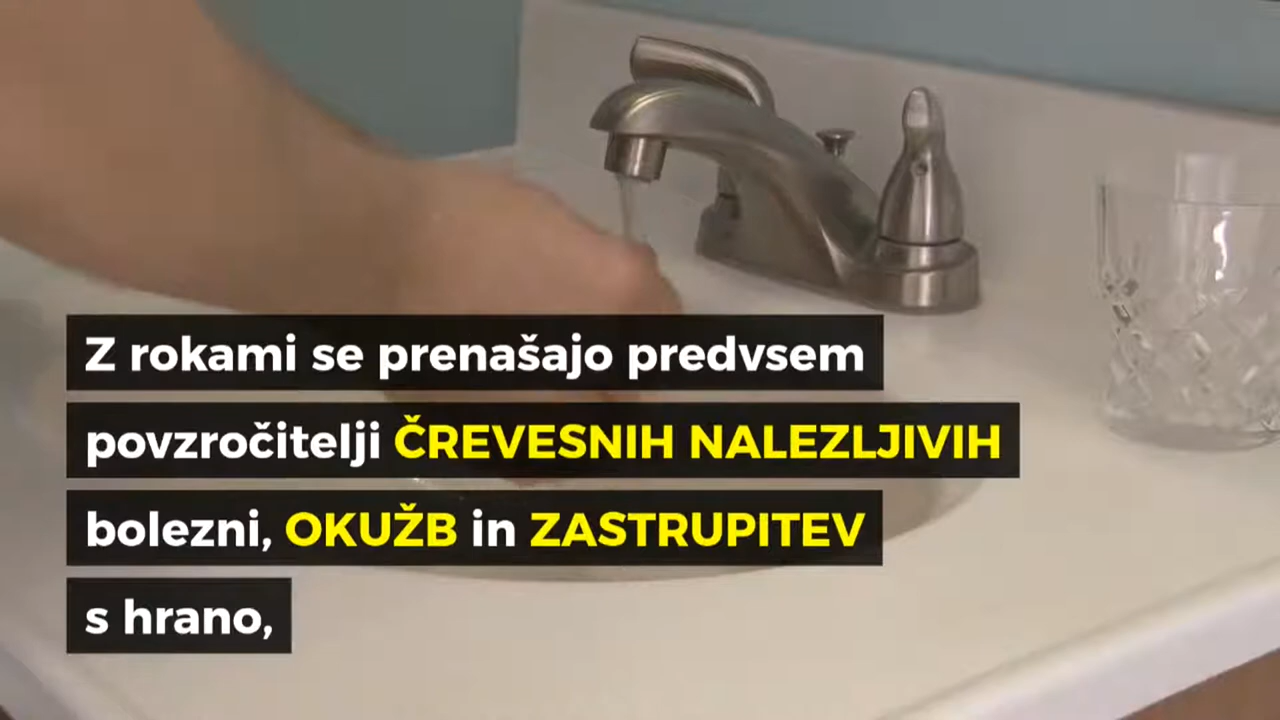 Z rokami se prenašajo predvsem
povzročitelji ČREVESNIH NALEZLJIVIH
bolezni, OKUŽB in ZASTRUPITEV
s hrano,